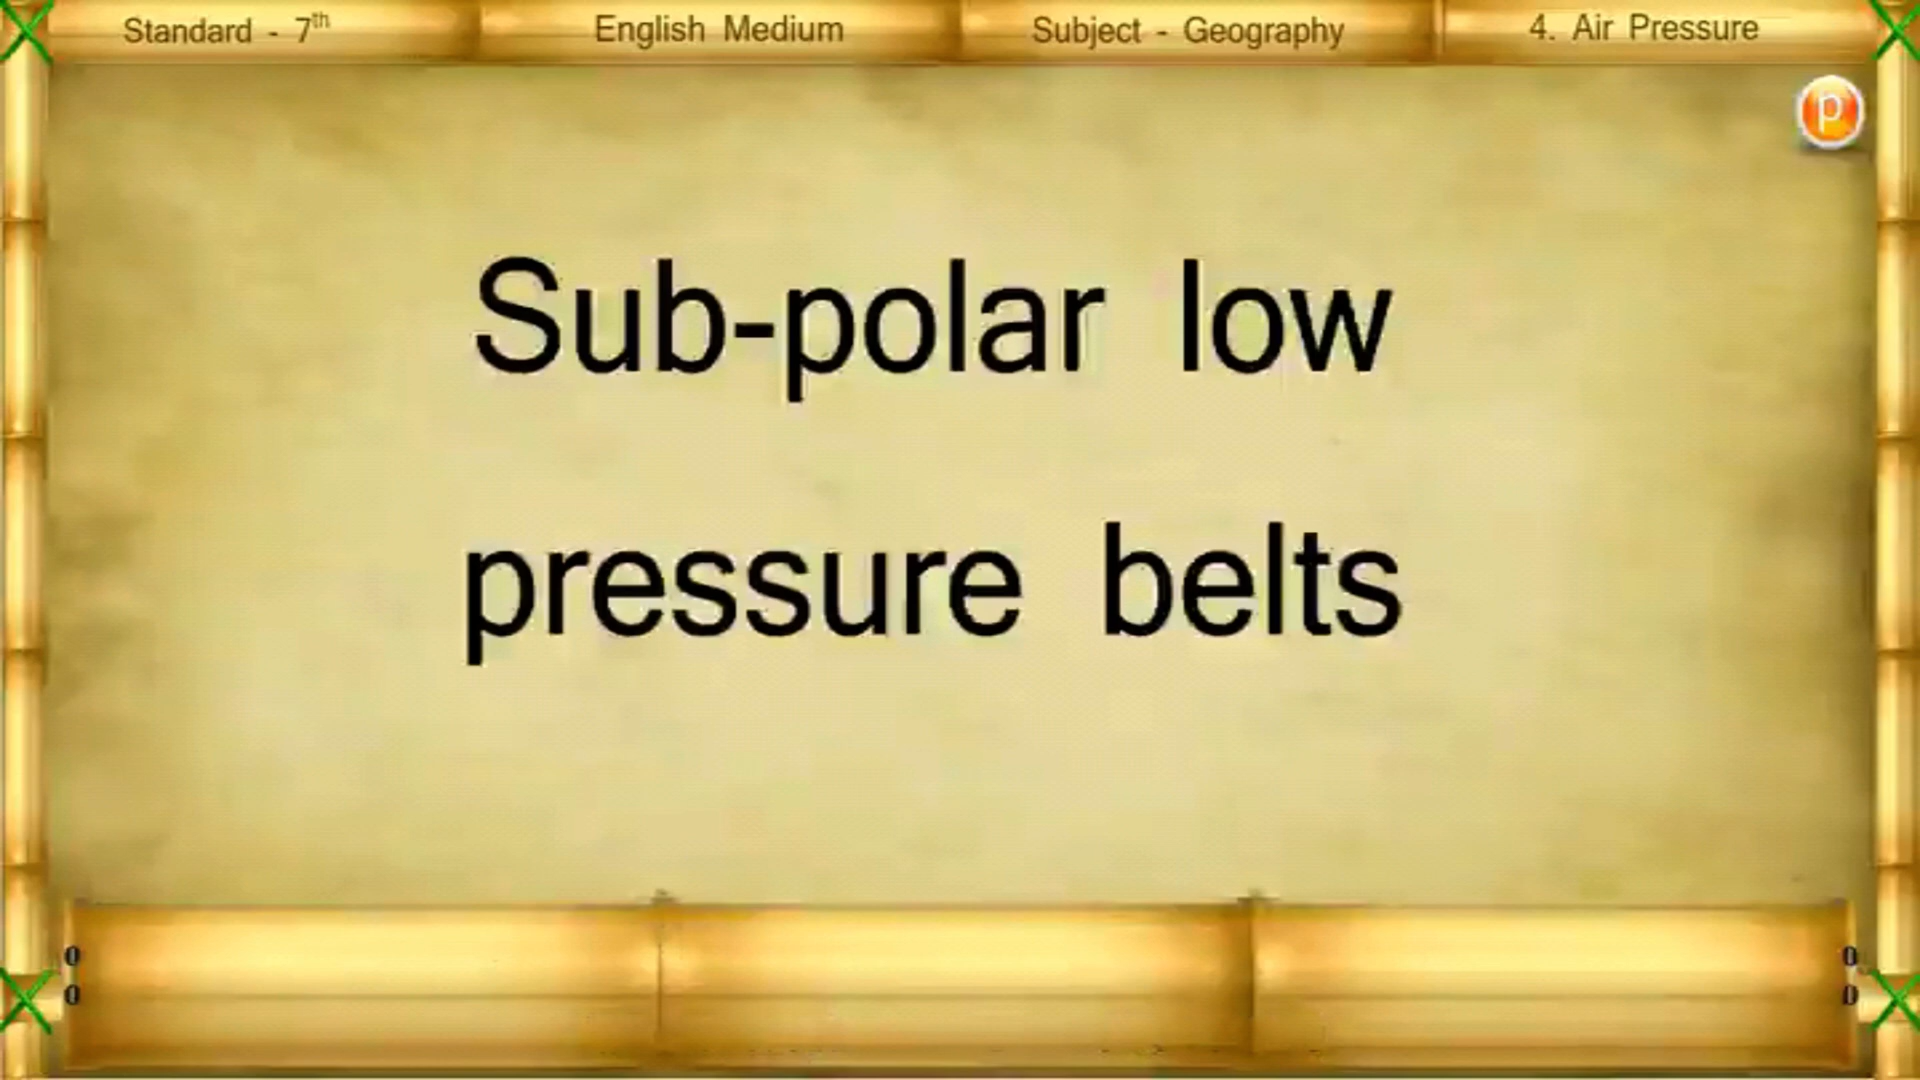 Standard - 7th
English Medium
Subject - Geography
4. Air Pressure
p
Sub-polar low
pressure belts